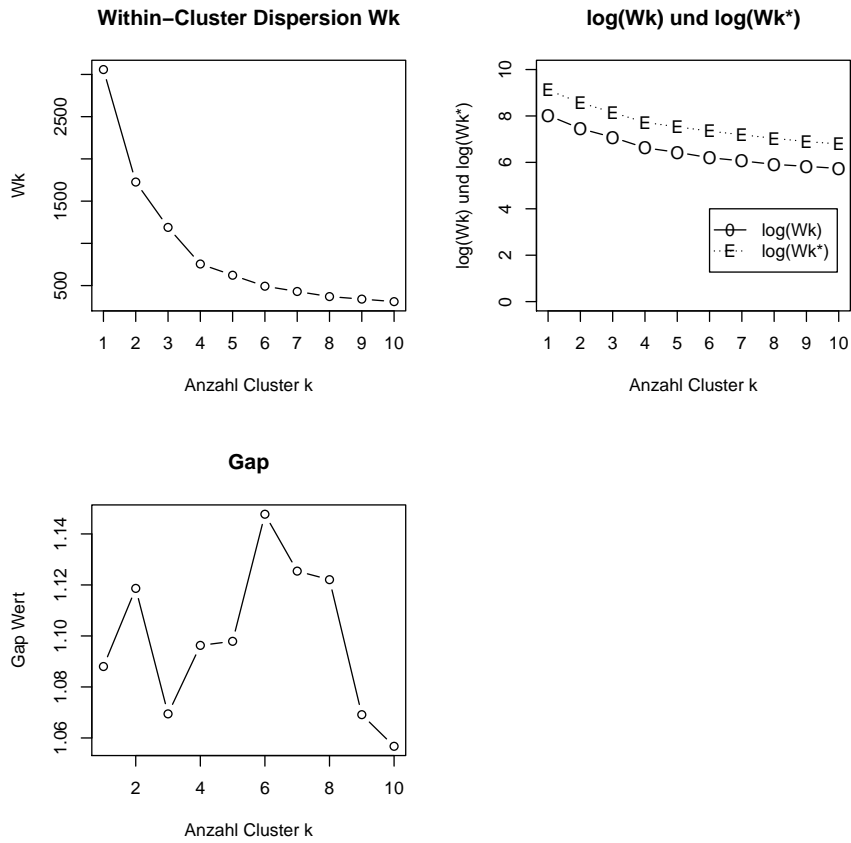 Within−Cluster Dispersion Wk
2500
1500
500
Wk
1 2 3 4 5 6 7 8 9 10
Anzahl Cluster k
log(Wk) und log(Wk*)
10
8
6
4
2
0
log(Wk) und log(Wk*)
E E E E E E E E E E
O O O O O O O O O O
O log(Wk)
E log(Wk*)
1 2 3 4 5 6 7 8 9 10
Anzahl Cluster k
Gap
1.14
1.12
1.10
1.08
1.06
Gap Wert
2 4 6 8 10
Anzahl Cluster k